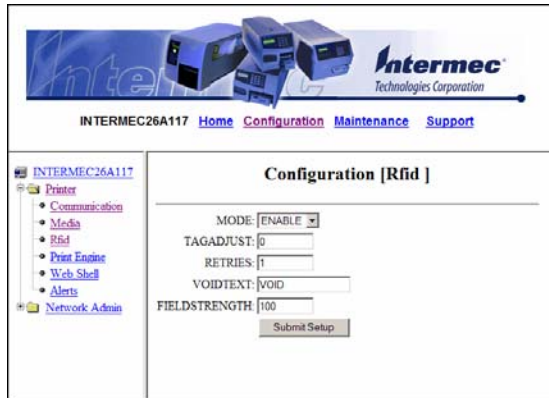 Intermec
Intermec
Technologies Corporation
INTERMEC26A117 Home Configuration Maintenance Support
INTERMEC26A117
Printer
Communication
Media
Rfid
Print Engine
Web Shell
Alerts
Network Admin
Configuration [Rfid ]
MODE: ENABLE
TAGADJUST: 0
RETRIES: 1
VOIDTEXT: VOID
FIELDSTRENGTH: 100
Submit Setup